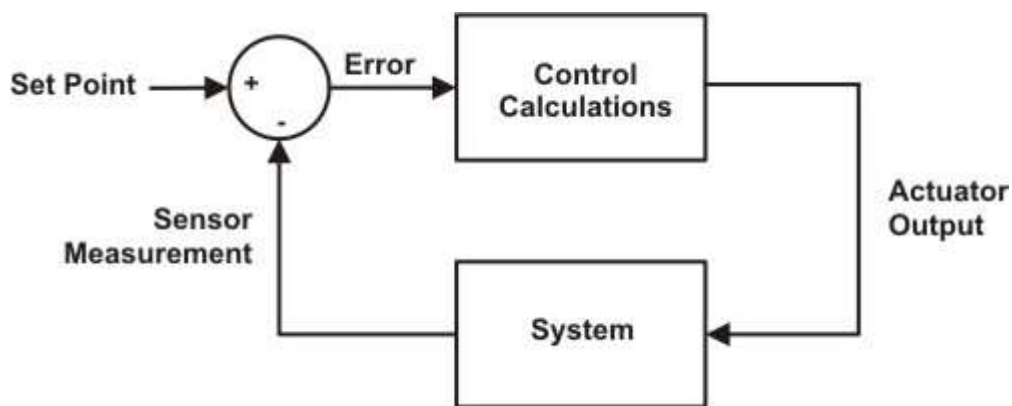 Set Point
+
-
Error
Control
Calculations
Actuator
Output
Sensor
Measurement
System